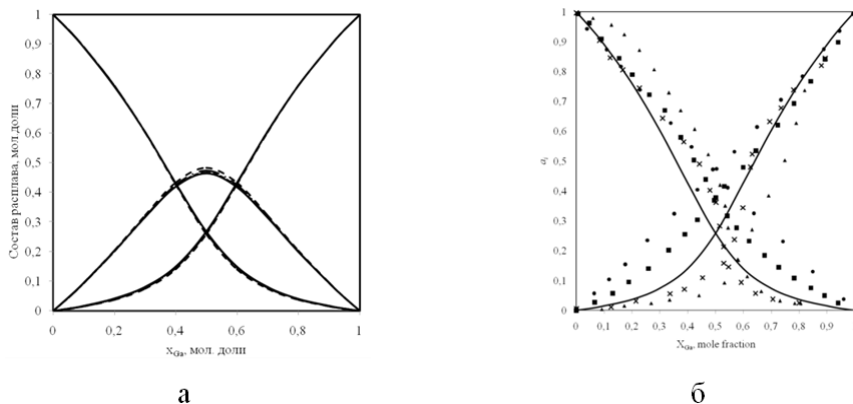 1
0,9
0,8
0,7
0,6
0,5
0,4
0,3
0,2
0,1
0
Состав расплава, мол доли
0 0,2 0,4 0,6 0,8 1
x_Ga, мол. доли
а
1
0,9
0,8
0,7
0,6
0,5
0,4
0,3
0,2
0,1
0
a_i
0 0,1 0,2 0,3 0,4 0,5 0,6 0,7 0,8 0,9
X_Ga, mole fraction
б